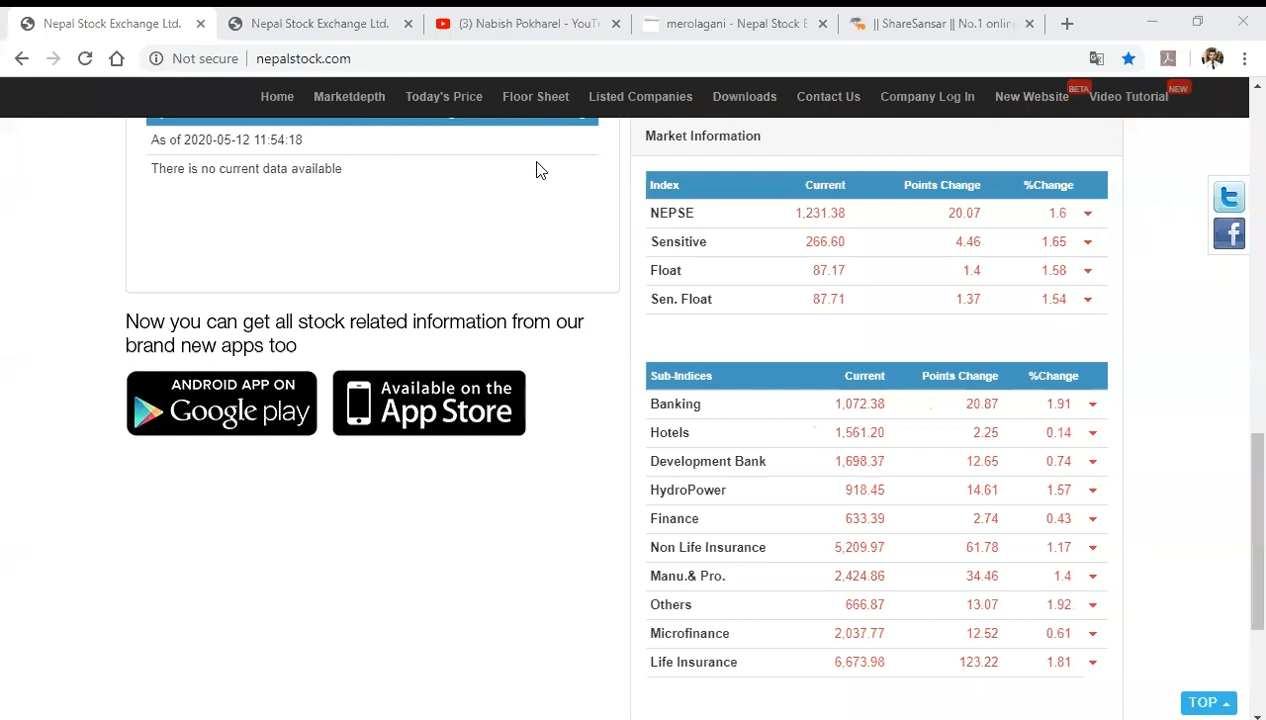 Nepal Stock Exchange Ltd.
Nepal Stock Exchange Ltd.
(3) Nabish Pokharel - YouTu
merolagani - Nepal Stock E
|| ShareSansar || No.1 onlin
Not secure
nepalstock.com
Home
Marketdepth
Today's Price
Floor Sheet
Listed Companies
Downloads
Contact Us
Company Log In
New Website
BETA
Video Tutorial
NEW
As of 2020-05-12 11:54:18
There is no current data available
Now you can get all stock related information from our
brand new apps too
ANDROID APP ON
Google play
Available on the
App Store
Market Information
Index Current Points Change %Change
NEPSE 1,231.38 20.07 1.6
Sensitive 266.60 4.46 1.65
Float 87.17 1.4 1.58
Sen. Float 87.71 1.37 1.54
Sub-Indices Current Points Change %Change
Banking 1,072.38 20.87 1.91
Hotels 1,561.20 2.25 0.14
Development Bank 1,698.37 12.65 0.74
HydroPower 918.45 14.61 1.57
Finance 633.39 2.74 0.43
Non Life Insurance 5,209.97 61.78 1.17
Manu.& Pro. 2,424.86 34.46 1.4
Others 666.87 13.07 1.92
Microfinance 2,037.77 12.52 0.61
Life Insurance 6,673.98 123.22 1.81
TOP